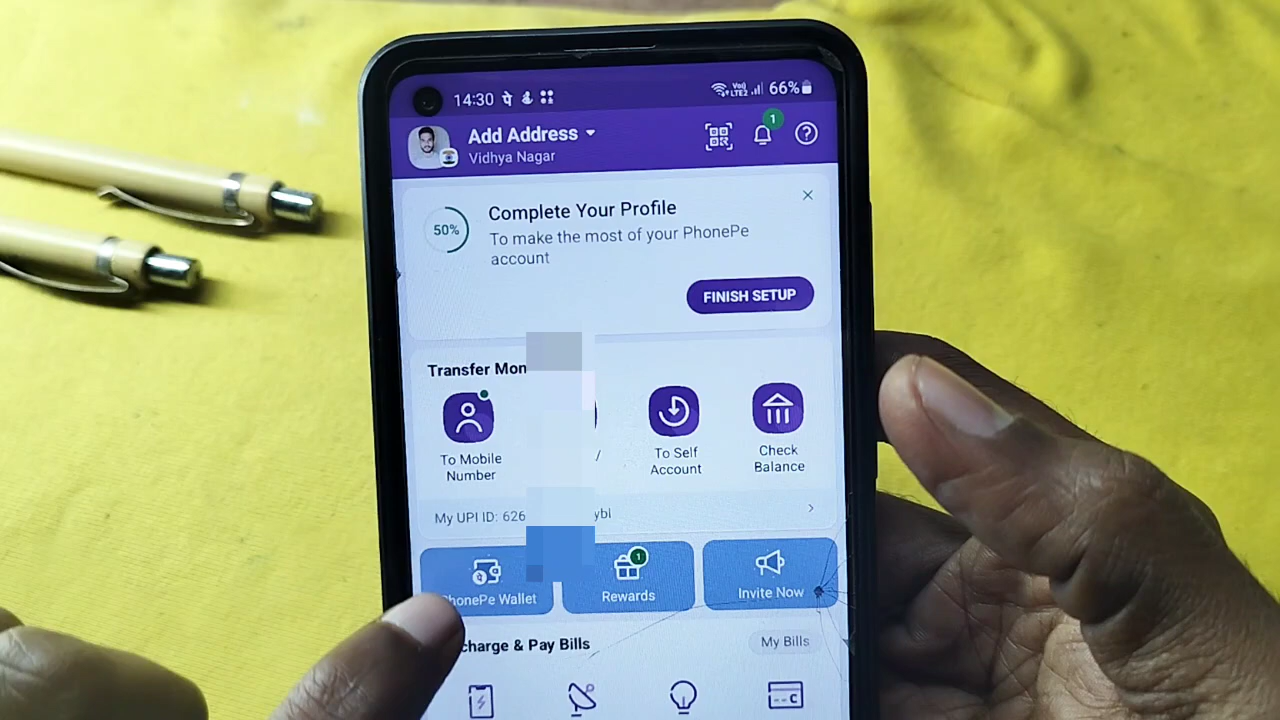 14:30 पे Vo) LTE2 66%
Add Address
Vidhya Nagar
1
50%
Complete Your Profile
To make the most of your PhonePe
account
FINISH SETUP
Transfer Mon
To Mobile
Number
/
To Self
Account
Check
Balance
My UPI ID: 626 ybl
1
honePe Wallet
Rewards
Invite Now
charge & Pay Bills
My Bills